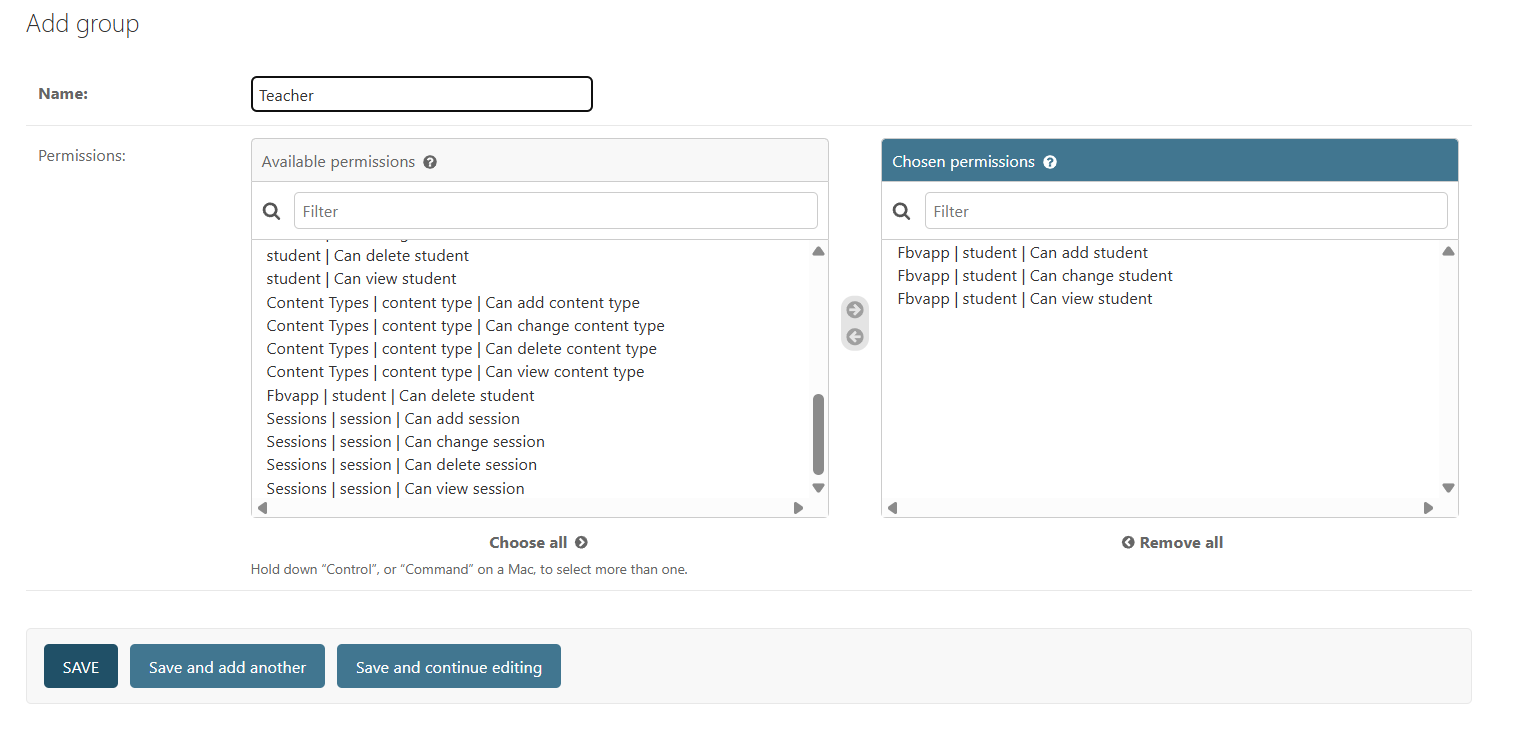 Add group
Name:
Teacher
Permissions:
Available permissions ?
Filter
student | Can delete student
student | Can view student
Content Types | content type | Can add content type
Content Types | content type | Can change content type
Content Types | content type | Can delete content type
Content Types | content type | Can view content type
Fbvapp | student | Can delete student
Sessions | session | Can add session
Sessions | session | Can change session
Sessions | session | Can delete session
Sessions | session | Can view session
Choose all
Hold down “Control”, or “Command” on a Mac, to select more than one.
Chosen permissions ?
Filter
Fbvapp | student | Can add student
Fbvapp | student | Can change student
Fbvapp | student | Can view student
Remove all
SAVE
Save and add another
Save and continue editing